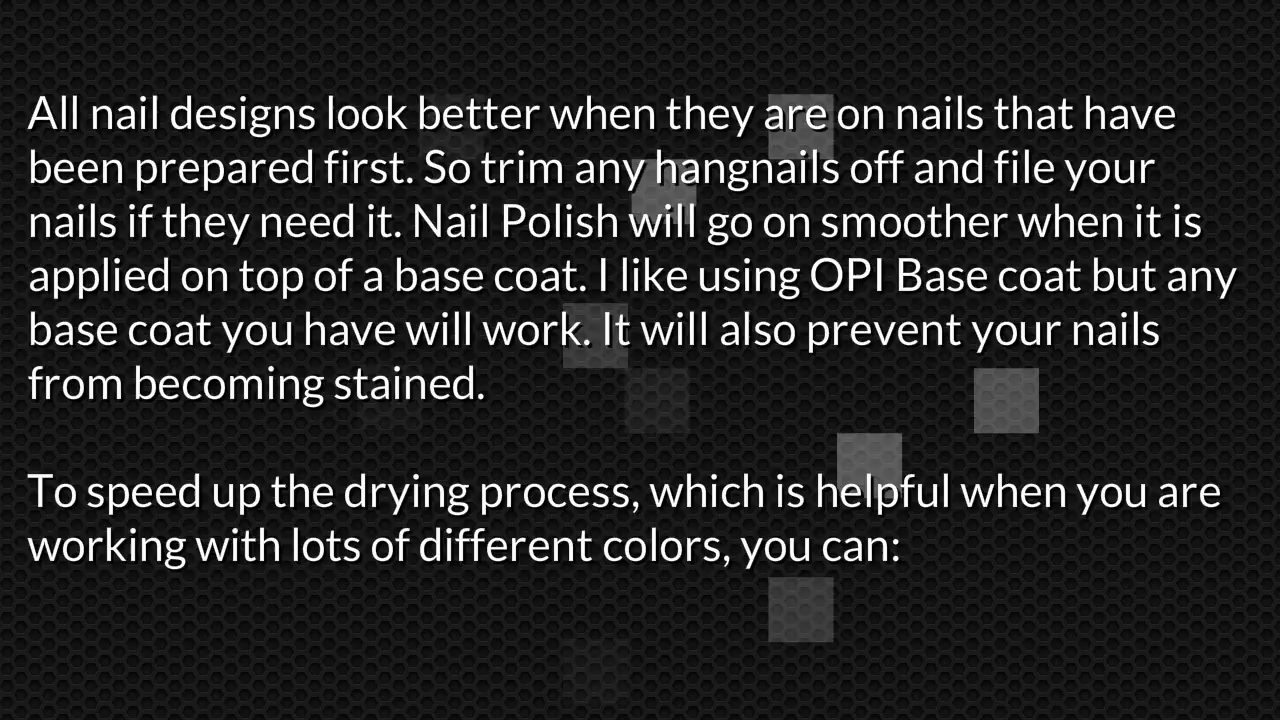 All nail designs look better when they are on nails that have
been prepared first. So trim any hangnails off and file your
nails if they need it. Nail Polish will go on smoother when it is
applied on top of a base coat. I like using OPI Base coat but any
base coat you have will work. It will also prevent your nails
from becoming stained.
To speed up the drying process, which is helpful when you are
working with lots of different colors, you can: